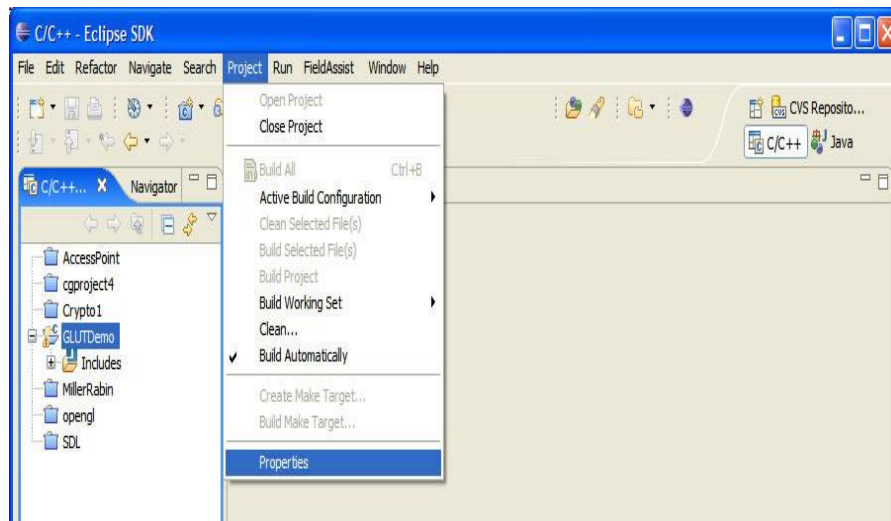 C/C++ - Eclipse SDK
File Edit Refactor Navigate Search Project Run FieldAssist Window Help
Open Project
Close Project
Build All Ctrl+B
Active Build Configuration
Clean Selected File(s)
Build Selected File(s)
Build Project
Build Working Set
Clean...
Build Automatically
Create Make Target...
Build Make Target...
Properties
CVS CVS Reposito...
C/C++ Java
C/C++... Navigator
AccessPoint
cgproject4
Crypto1
GLUTDemo
Includes
MillerRabin
opengl
SDL